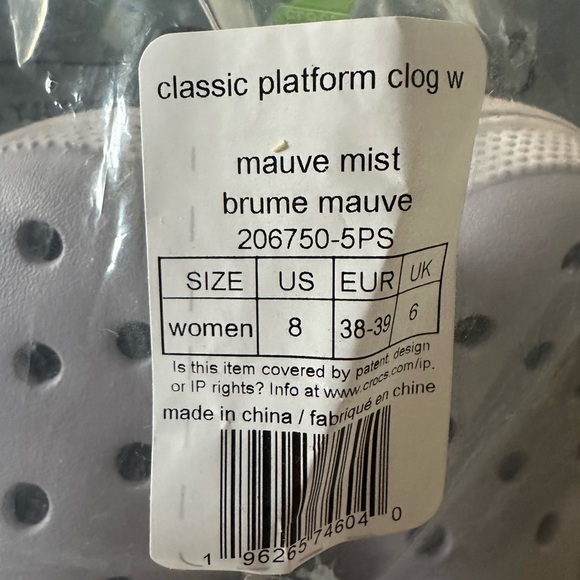 crocs
classic platform clog w
mauve mist
brume mauve
206750-5PS
SIZE US EUR UK
women 8 38-39 6
Is this item covered by patent, design
or IP rights? Info at www.crocs.com/ip.
made in china / fabriqué en chine
1 96265 74604 0